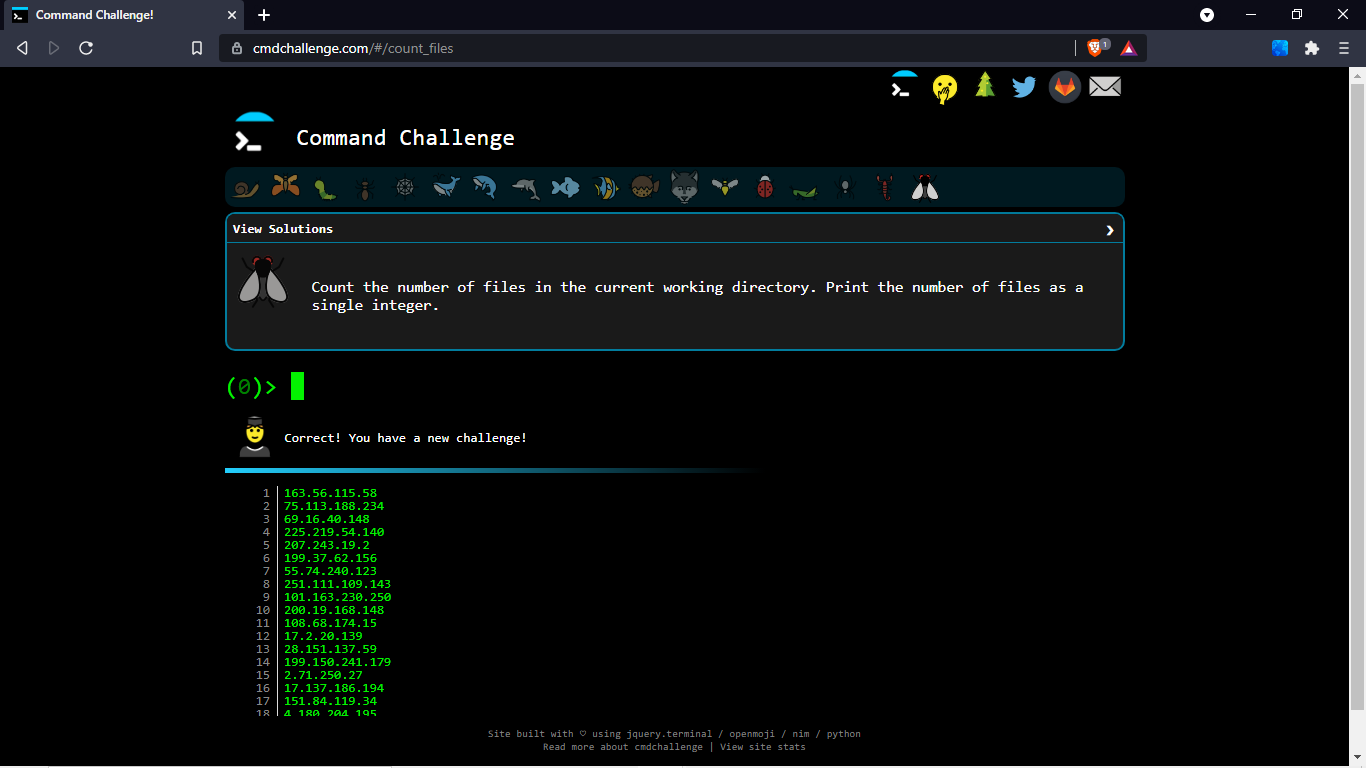 Command Challenge!
cmdchallenge.com/#/count_files
1
Command Challenge
View Solutions
Count the number of files in the current working directory. Print the number of files as a
single integer.
(0)>
Correct! You have a new challenge!
1 163.56.115.58
2 75.113.188.234
3 69.16.40.148
4 225.219.54.140
5 207.243.19.2
6 199.37.62.156
7 55.74.240.123
8 251.111.109.143
9 101.163.230.250
10 200.19.168.148
11 108.68.174.15
12 17.2.20.139
13 28.151.137.59
14 199.150.241.179
15 2.71.250.27
16 17.137.186.194
17 151.84.119.34
18 4.180.204.195
Site built with ♡ using jquery.terminal / openmoji / nim / python
Read more about cmdchallenge | View site stats